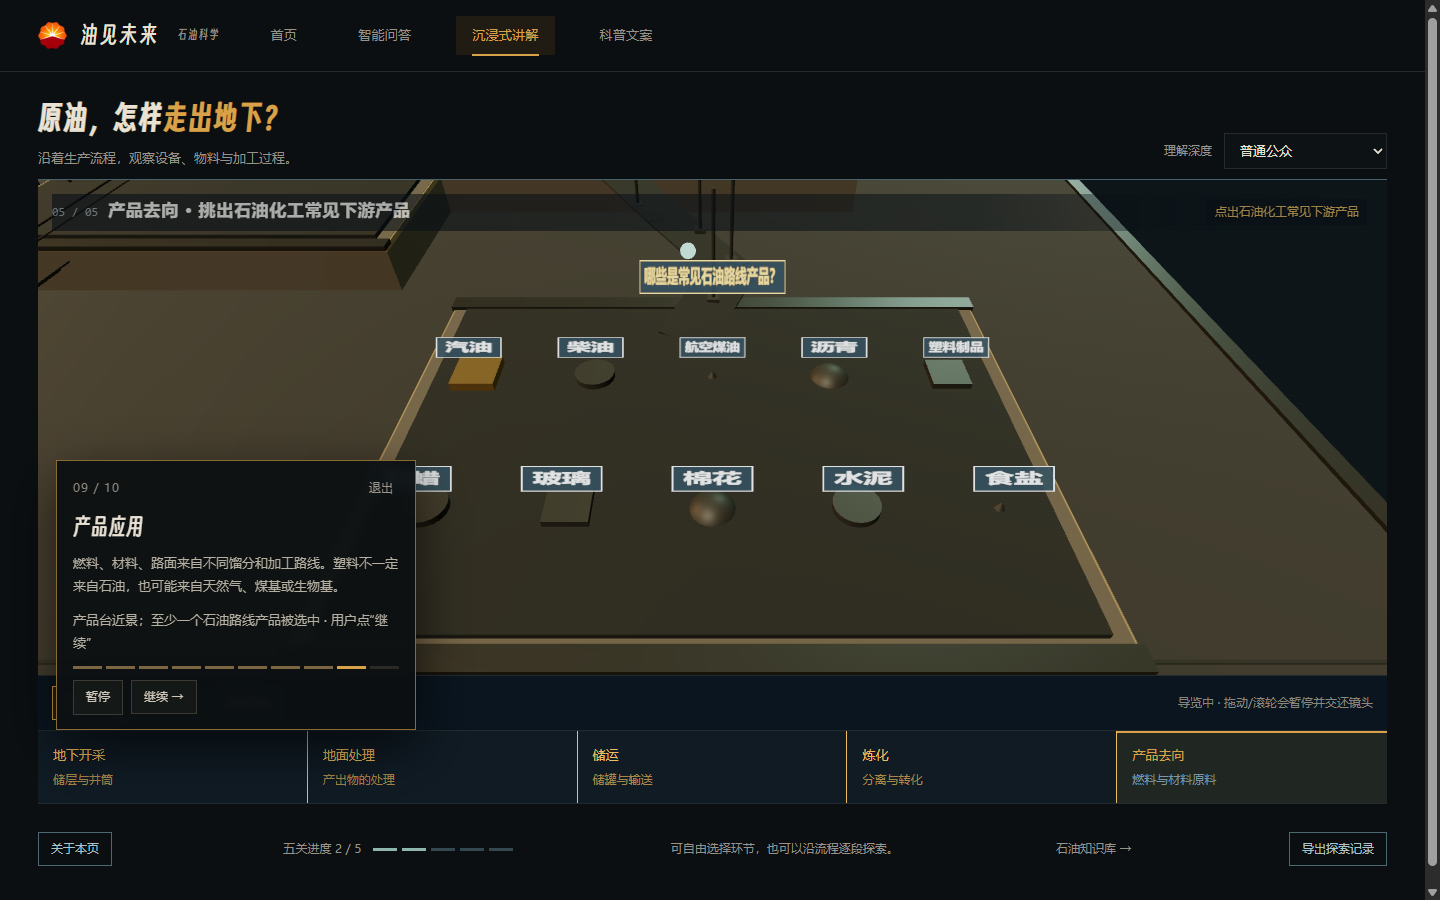 油见未来 石油科学 首页 智能问答 沉浸式讲解 科普文案
原油，怎样走出地下？
沿着生产流程，观察设备、物料与加工过程。
理解深度 普通公众
05 / 05 产品去向 · 挑出石油化工常见下游产品
点出石油化工常见下游产品
哪些是常见石油路线产品？
汽油 柴油 航空煤油 沥青 塑料制品
蜡 玻璃 棉花 水泥 食盐
09 / 10 退出
产品应用
燃料、材料、路面来自不同馏分和加工路线。塑料不一定
来自石油，也可能来自天然气、煤基或生物基。
产品台近景；至少一个石油路线产品被选中 · 用户点“继
续”
暂停 继续 →
导览中 · 拖动/滚轮会暂停并交还镜头
地下开采 地面处理 储运 炼化 产品去向
储层与井筒 产出物的处理 储罐与输送 分离与转化 燃料与材料原料
关于本页 五关进度 2 / 5 可自由选择环节，也可以沿流程逐段探索。 石油知识库 → 导出探索记录